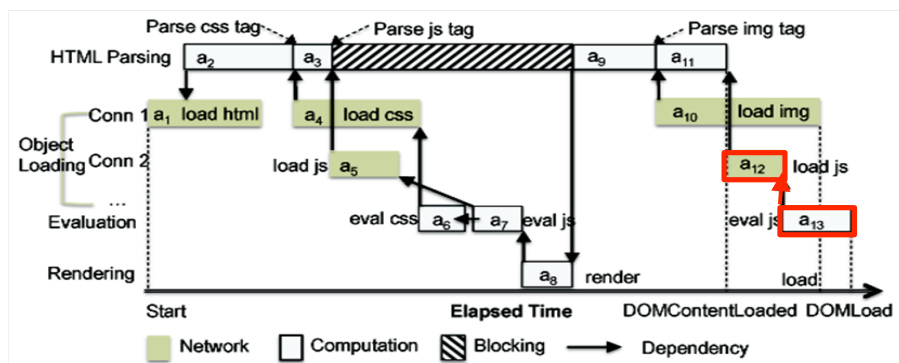 Parse css tag
Parse js tag
Parse img tag
HTML Parsing
a2
a3
a9
a11
Object Loading
Conn 1
a1 load html
a4 load css
a10 load img
Conn 2
load js a5
a12 load js
...
Evaluation
eval css a6
a7 eval js
eval js a13
Rendering
a8 render
load
Start
Elapsed Time
DOMContentLoaded
DOMLoad
Network
Computation
Blocking
Dependency